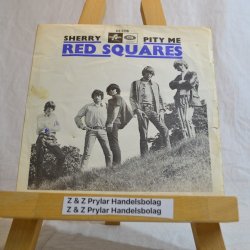 SHERRY PITY ME
RED SQUARES
Z & Z Prylar Handelsbolag
Z & Z Prylar Handelsbolag